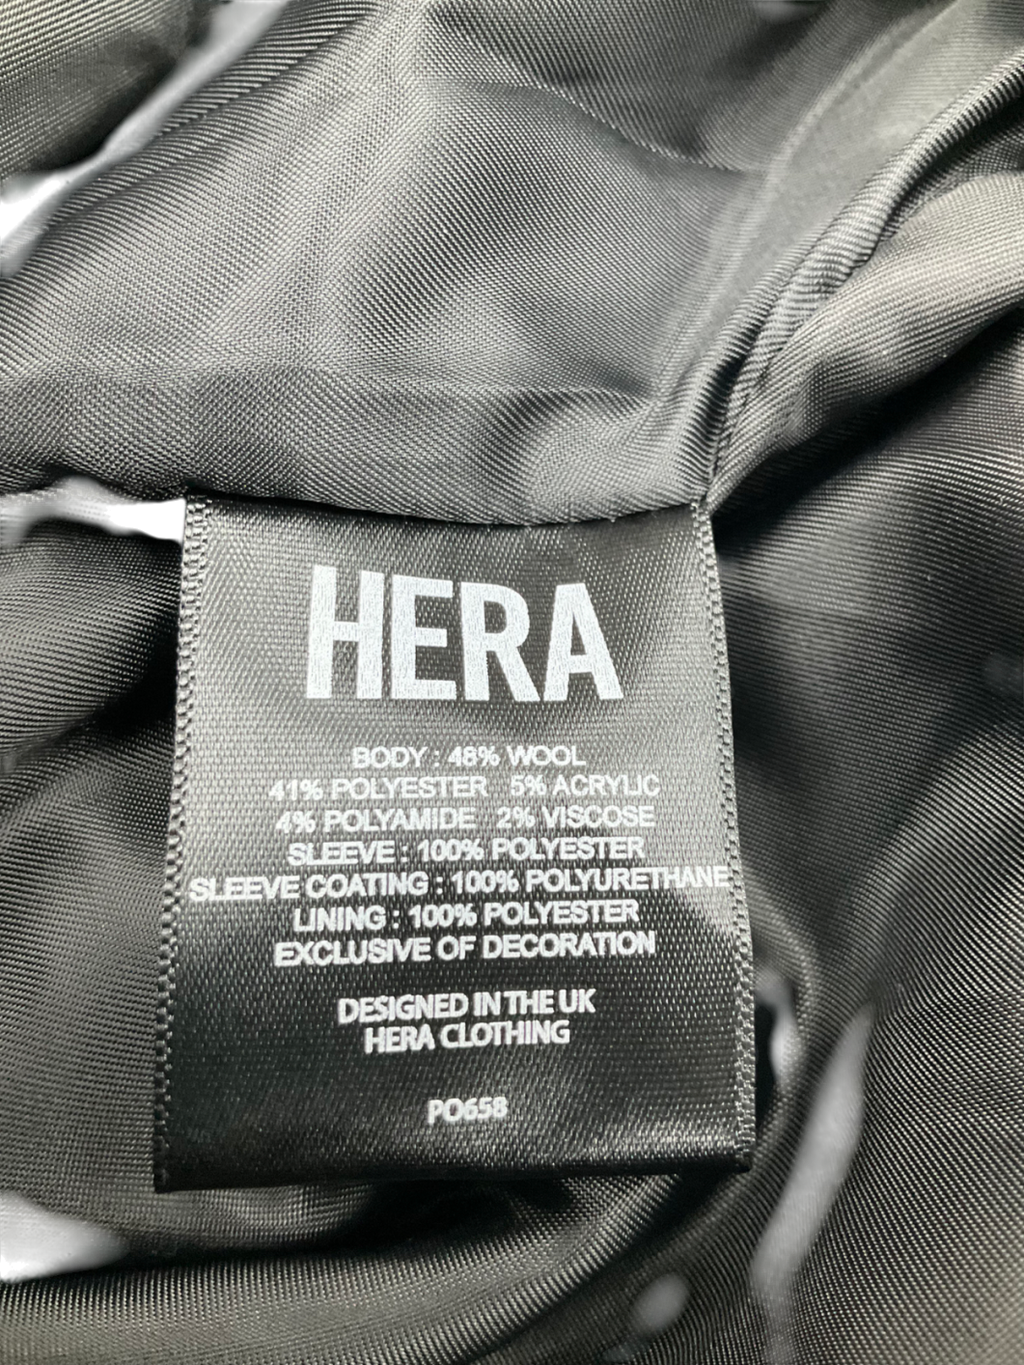 HERA
BODY : 48% WOOL
41% POLYESTER 5% ACRYLIC
4% POLYAMIDE 2% VISCOSE
SLEEVE : 100% POLYESTER
SLEEVE COATING : 100% POLYURETHANE
LINING : 100% POLYESTER
EXCLUSIVE OF DECORATION
DESIGNED IN THE UK
HERA CLOTHING
PO658